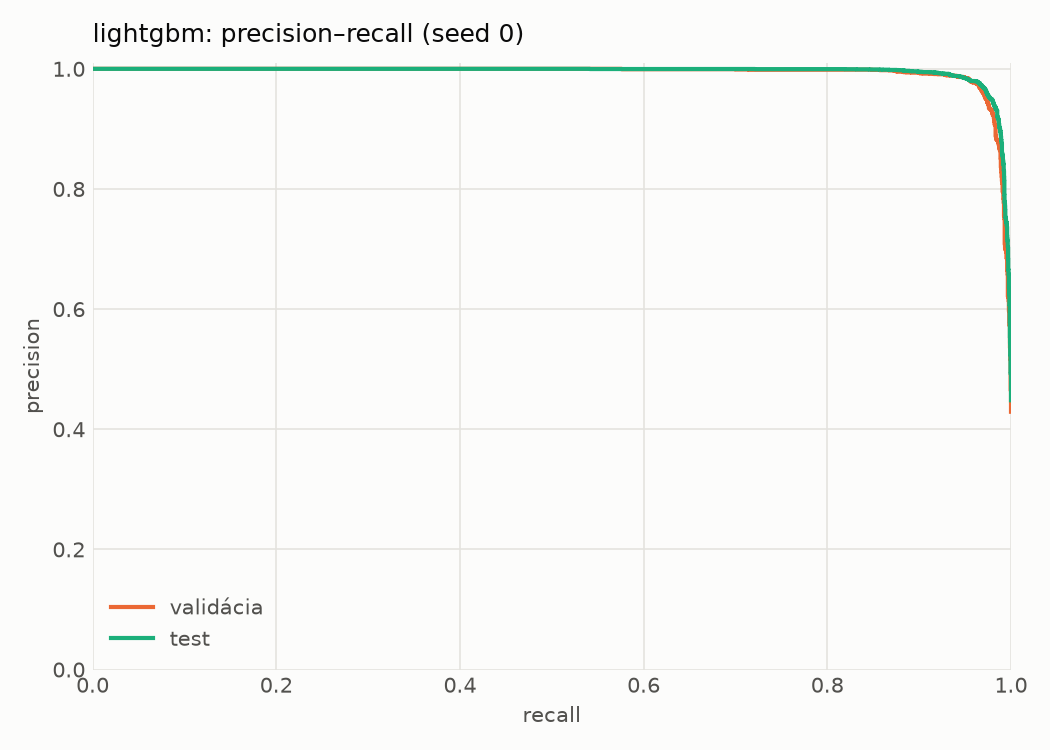 lightgbm: precision–recall (seed 0)
1.0
0.8
0.6
0.4
0.2
0.0
precision
validácia
test
0.0 0.2 0.4 0.6 0.8 1.0
recall